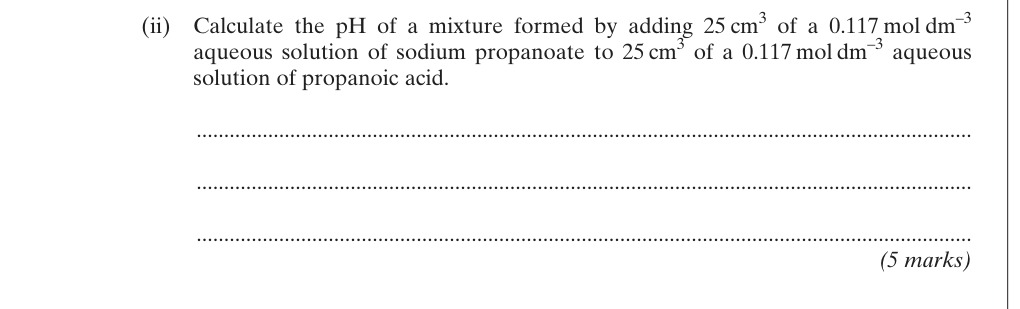 (ii) Calculate the pH of a mixture formed by adding 25 cm³ of a 0.117 mol dm⁻³
aqueous solution of sodium propanoate to 25 cm³ of a 0.117 mol dm⁻³ aqueous
solution of propanoic acid.
(5 marks)